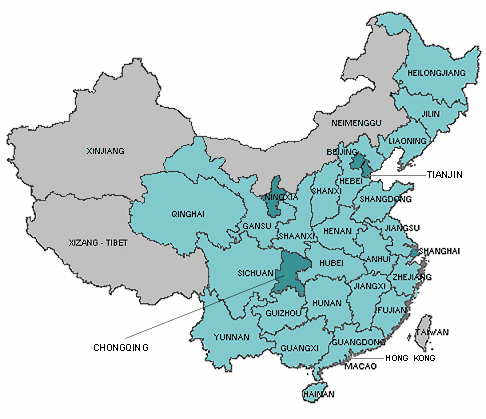 HEILONGJIANG
JILIN
NEIMENGGU
LIAONING
BEIJING
XINJIANG
TIANJIN
HEBEI
NINGXIA
SHANXI
SHANGDONG
QINGHAI
GANSU
JIANGSU
HENAN
SHAANXI
XIZANG - TIBET
SHANGHAI
ANHUI
HUBEI
SICHUAN
ZHEJIANG
JIANGXI
HUNAN
FUJIAN
GUIZHOU
TAIWAN
YUNNAN
GUANGDONG
CHONGQING
GUANGXI
HONG KONG
MACAO
HAINAN